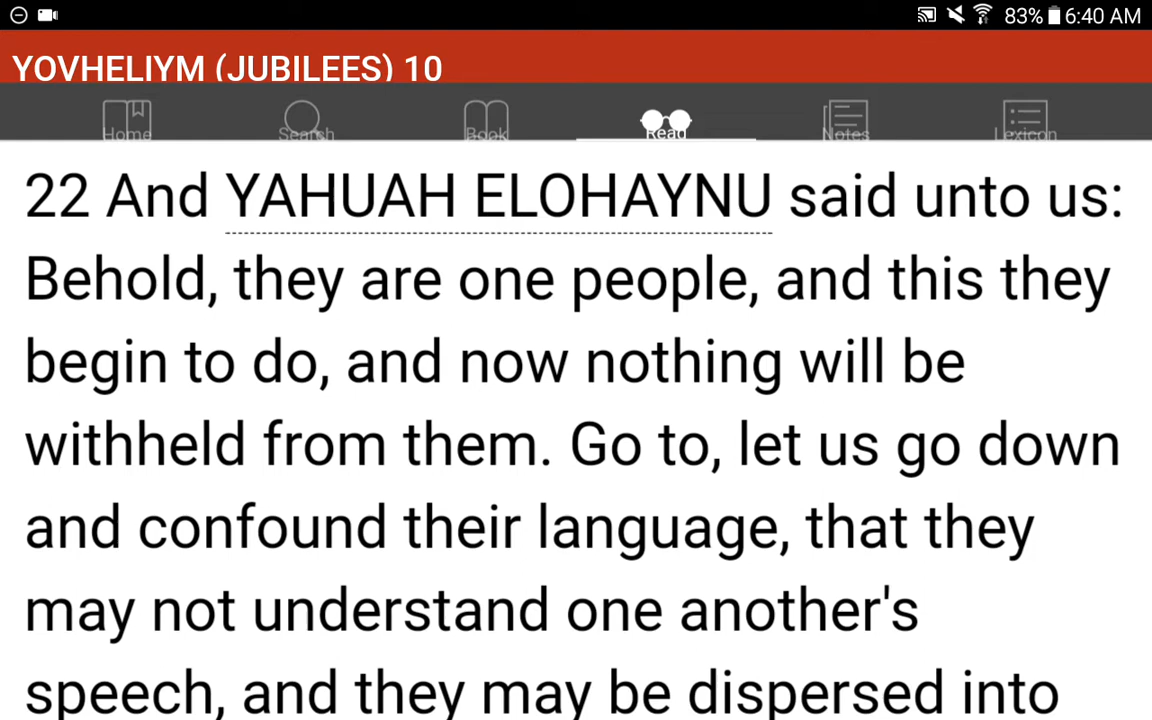 83% 6:40 AM
YOVHELIYM (JUBILEES) 10
Home Search Book Read Notes Lexicon
22 And YAHUAH ELOHAYNU said unto us:
Behold, they are one people, and this they
begin to do, and now nothing will be
withheld from them. Go to, let us go down
and confound their language, that they
may not understand one another's
speech, and they may be dispersed into